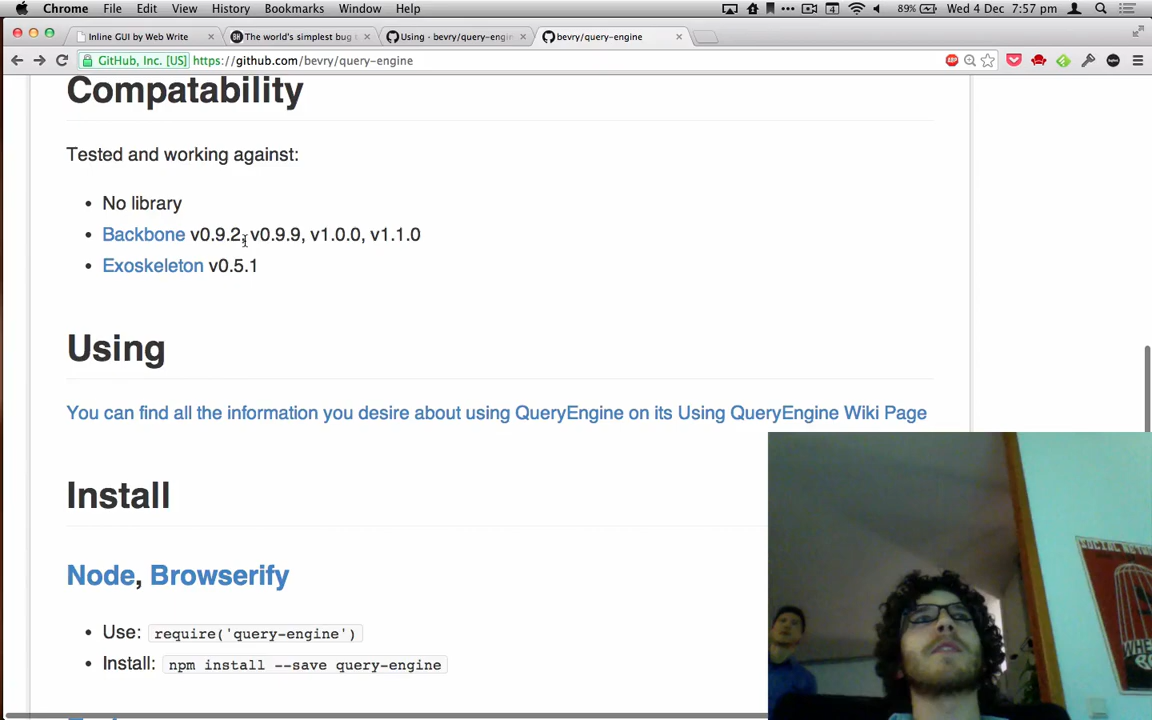 Chrome File Edit View History Bookmarks Window Help 4 89% Wed 4 Dec 7:57 pm
Inline GUI by Web Write The world's simplest bug t Using · bevry/query-engin bevry/query-engine
GitHub, Inc. [US] https://github.com/bevry/query-engine
Compatability
Tested and working against:
No library
Backbone v0.9.2, v0.9.9, v1.0.0, v1.1.0
Exoskeleton v0.5.1
Using
You can find all the information you desire about using QueryEngine on its Using QueryEngine Wiki Page
Install
Node, Browserify
Use: require('query-engine')
Install: npm install --save query-engine
SOCIAL NETWO